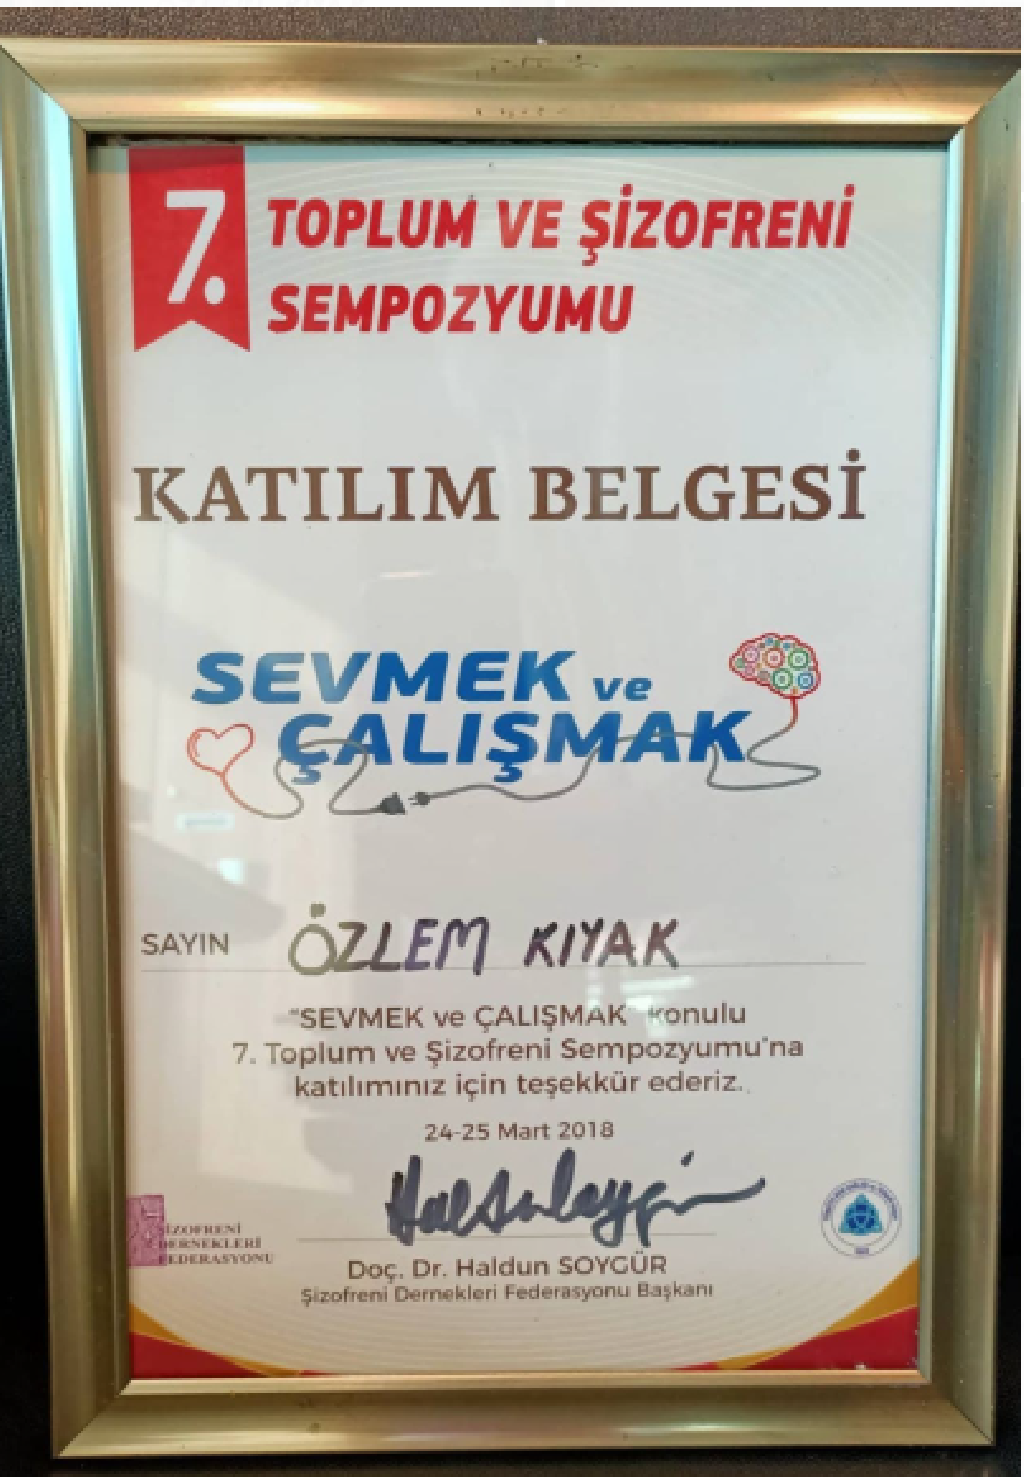 7.
TOPLUM VE ŞİZOFRENİ
SEMPOZYUMU
KATILIM BELGESİ
SEVMEK ve
ÇALIŞMAK
SAYIN ÖZLEM KIYAK
"SEVMEK ve ÇALIŞMAK" konulu
7. Toplum ve Şizofreni Sempozyumu'na
katılımınız için teşekkür ederiz.
24-25 Mart 2018
ŞİZOFRENİ
DERNEKLERİ
FEDERASYONU
Doç. Dr. Haldun SOYGÜR
Şizofreni Dernekleri Federasyonu Başkanı